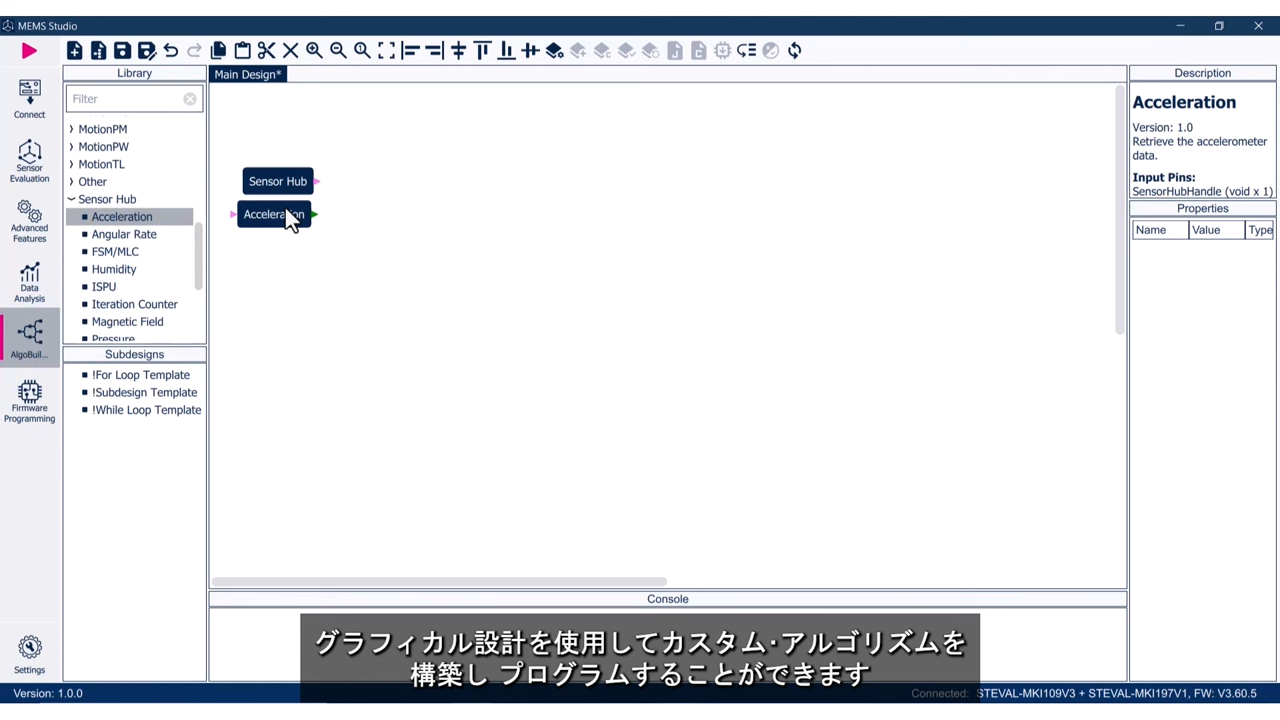 MEMS Studio
Library
Main Design*
Description
Filter
Connect
MotionPM
MotionPW
MotionTL
Other
Sensor Hub
Acceleration
Angular Rate
FSM/MLC
Humidity
ISPU
Iteration Counter
Magnetic Field
Pressure
Sensor
Evaluation
Advanced
Features
Data
Analysis
AlgoBuil...
Firmware
Programming
Settings
Subdesigns
!For Loop Template
!Subdesign Template
!While Loop Template
Sensor Hub
Acceleration
Acceleration
Version: 1.0
Retrieve the accelerometer
data.
Input Pins:
SensorHubHandle (void x 1)
Properties
Name Value Type
Console
グラフィカル設計を使用してカスタム･アルゴリズムを
構築し プログラムすることができます
Version: 1.0.0
Connected: STEVAL-MKI109V3 + STEVAL-MKI197V1, FW: V3.60.5